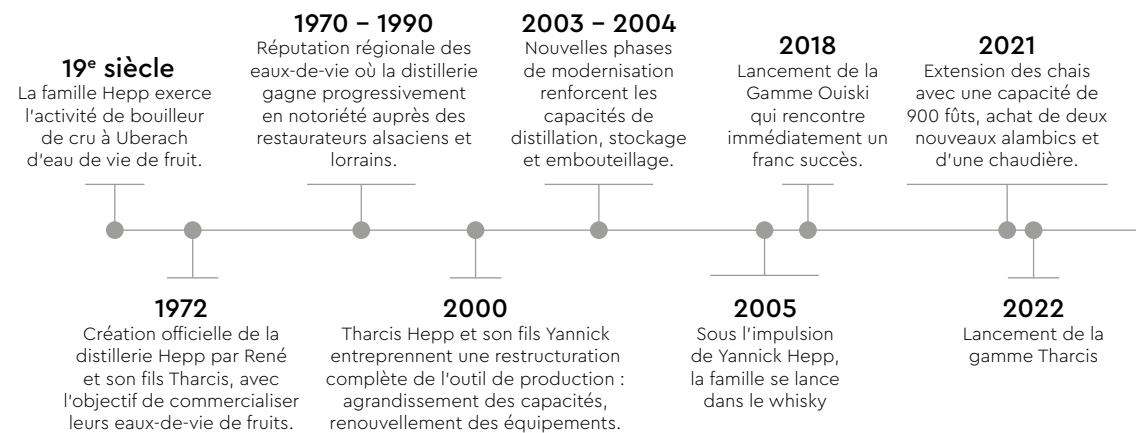 19e siècle
La famille Hepp exerce
l'activité de bouilleur
de cru à Uberach
d'eau de vie de fruit.
1970 – 1990
Réputation régionale des
eaux-de-vie où la distillerie
gagne progressivement
en notoriété auprès des
restaurateurs alsaciens et
lorrains.
2003 – 2004
Nouvelles phases
de modernisation
renforcent les
capacités de
distillation, stockage
et embouteillage.
2018
Lancement de la
Gamme Ouiski
qui rencontre
immédiatement un
franc succès.
2021
Extension des chais
avec une capacité de
900 fûts, achat de deux
nouveaux alambics et
d'une chaudière.
1972
Création officielle de la
distillerie Hepp par René
et son fils Tharcis, avec
l'objectif de commercialiser
leurs eaux-de-vie de fruits.
2000
Tharcis Hepp et son fils Yannick
entreprennent une restructuration
complète de l'outil de production :
agrandissement des capacités,
renouvellement des équipements.
2005
Sous l'impulsion
de Yannick Hepp,
la famille se lance
dans le whisky
2022
Lancement de la
gamme Tharcis